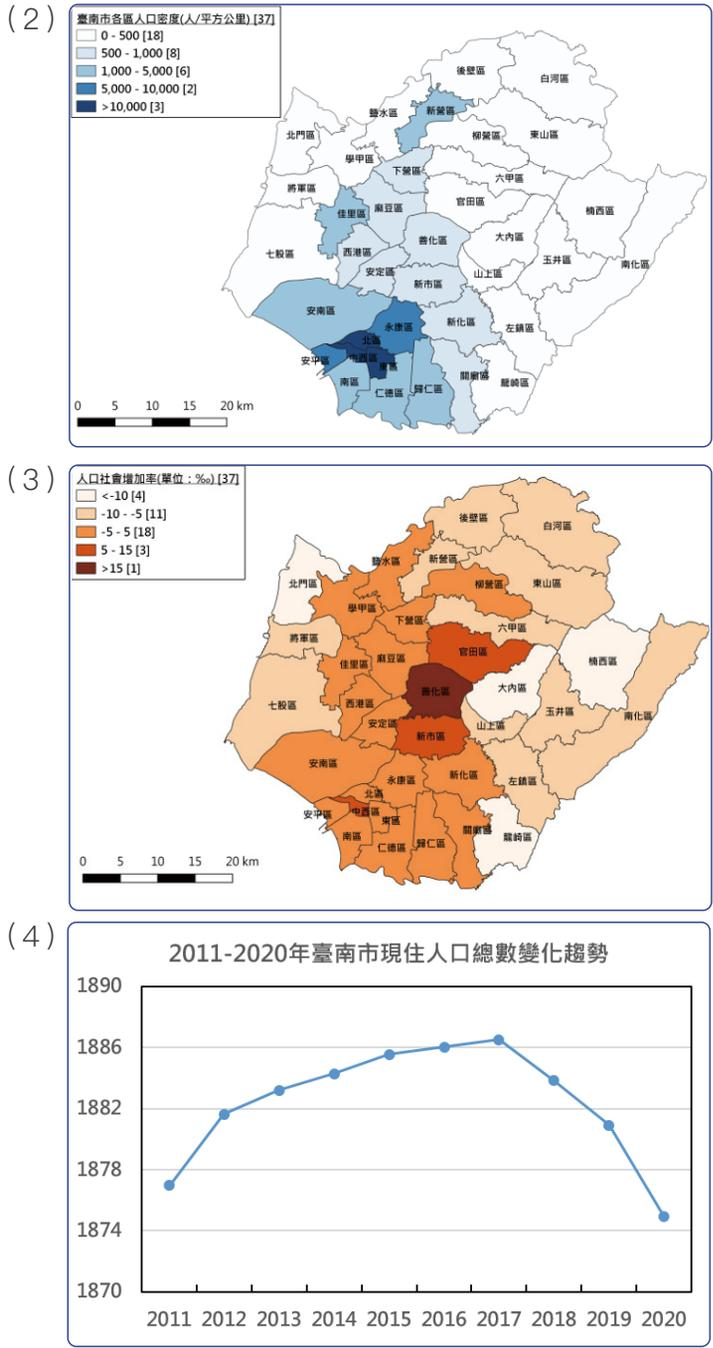 (2)
臺南市各區人口密度(人/平方公里) [37]
0 - 500 [18]
500 - 1,000 [8]
1,000 - 5,000 [6]
5,000 - 10,000 [2]
>10,000 [3]
後壁區
白河區
鹽水區
新營區
北門區
柳營區
東山區
學甲區
下營區
六甲區
將軍區
佳里區
麻豆區
官田區
楠西區
七股區
西港區
善化區
大內區
玉井區
南化區
安定區
新市區
山上區
安南區
永康區
新化區
左鎮區
北區
安平區
中西區
東區
南區
仁德區
歸仁區
關廟區
龍崎區
0 5 10 15 20 km
(3)
人口社會增加率(單位：‰) [37]
<-10 [4]
-10 - -5 [11]
-5 - 5 [18]
5 - 15 [3]
>15 [1]
後壁區
白河區
鹽水區
新營區
北門區
柳營區
東山區
學甲區
下營區
六甲區
將軍區
佳里區
麻豆區
官田區
楠西區
七股區
西港區
善化區
大內區
玉井區
南化區
安定區
新市區
山上區
安南區
永康區
新化區
左鎮區
北區
安平區
中西區
東區
南區
仁德區
歸仁區
關廟區
龍崎區
0 5 10 15 20 km
(4)
2011-2020年臺南市現住人口總數變化趨勢
1890
1886
1882
1878
1874
1870
2011 2012 2013 2014 2015 2016 2017 2018 2019 2020